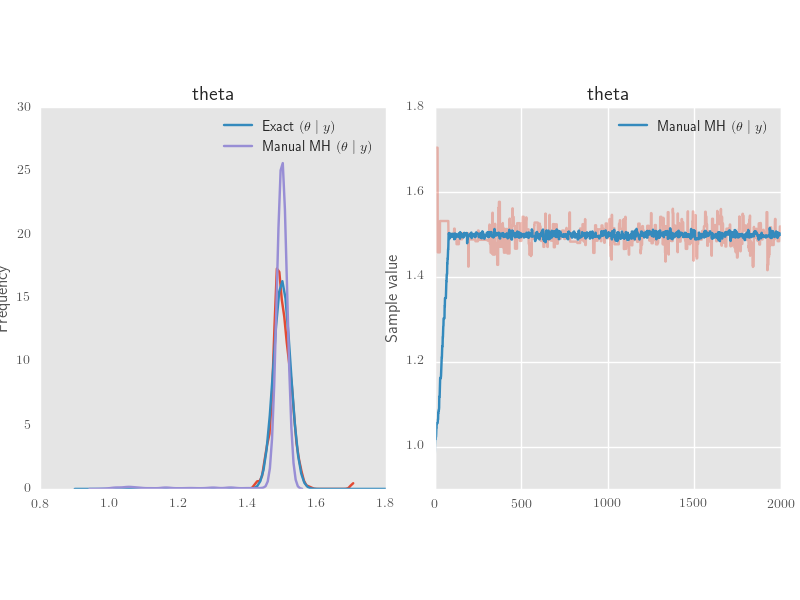 theta
30
25
20
15
10
5
0
Frequency
0.8 1.0 1.2 1.4 1.6 1.8
Exact (θ | y)
Manual MH (θ | y)
theta
1.8
1.6
1.4
1.2
1.0
Sample value
0 500 1000 1500 2000
Manual MH (θ | y)